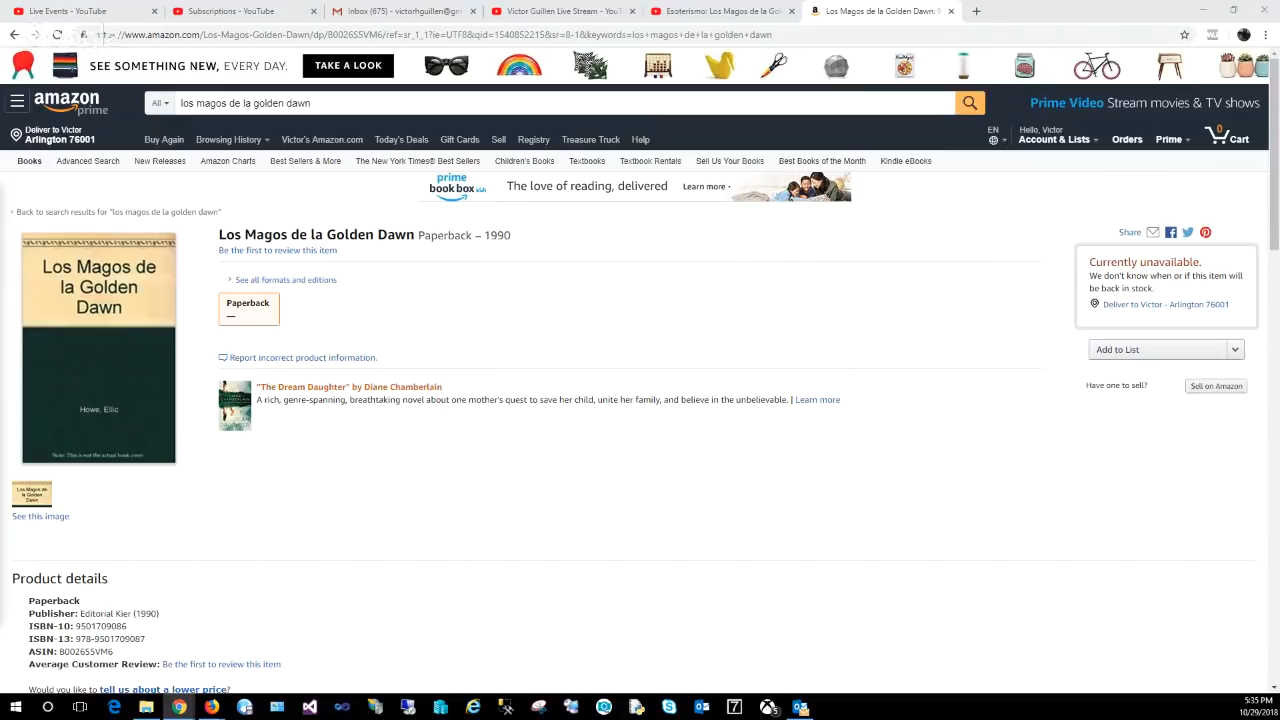 Live Events - YouTube
Subscriptions - YouTube
Inbox (675) - victorhguillen@gm
Victor Guillen Live Stream - YouT
Esoterismo: Los Magos de la Gol
Los Magos de la Golden Dawn: 9
://www.amazon.com/Los-Magos-Golden-Dawn/dp/B0026S5VM6/ref=sr_1_1?ie=UTF8&qid=1540852215&sr=8-1&keywords=los+magos+de+la+golden+dawn
SEE SOMETHING NEW, EVERY DAY.
TAKE A LOOK
amazon prime
All
los magos de la golden dawn
Prime Video Stream movies & TV shows
Deliver to Victor
Arlington 76001
Buy Again Browsing History Victor's Amazon.com Today's Deals Gift Cards Sell Registry Treasure Truck Help
EN
Hello, Victor
Account & Lists Orders Prime 0 Cart
Books Advanced Search New Releases Amazon Charts Best Sellers & More The New York Times® Best Sellers Children's Books Textbooks Textbook Rentals Sell Us Your Books Best Books of the Month Kindle eBooks
prime
book box kids
The love of reading, delivered
Learn more ›
‹ Back to search results for "los magos de la golden dawn"
Los Magos de
la Golden
Dawn
Howe, Ellic
Note: This is not the actual book cover
Los Magos de
la Golden
Dawn
See this image
Los Magos de la Golden Dawn Paperback – 1990
Be the first to review this item
› See all formats and editions
Paperback
—
Report incorrect product information.
"The Dream Daughter" by Diane Chamberlain
A rich, genre-spanning, breathtaking novel about one mother's quest to save her child, unite her family, and believe in the unbelievable. | Learn more
Share
Currently unavailable.
We don't know when or if this item will
be back in stock.
Deliver to Victor - Arlington 76001
Add to List
Have one to sell?
Sell on Amazon
Product details
Paperback
Publisher: Editorial Kier (1990)
ISBN-10: 9501709086
ISBN-13: 978-9501709087
ASIN: B0026S5VM6
Average Customer Review: Be the first to review this item
Would you like to tell us about a lower price?
5:35 PM
10/29/2018